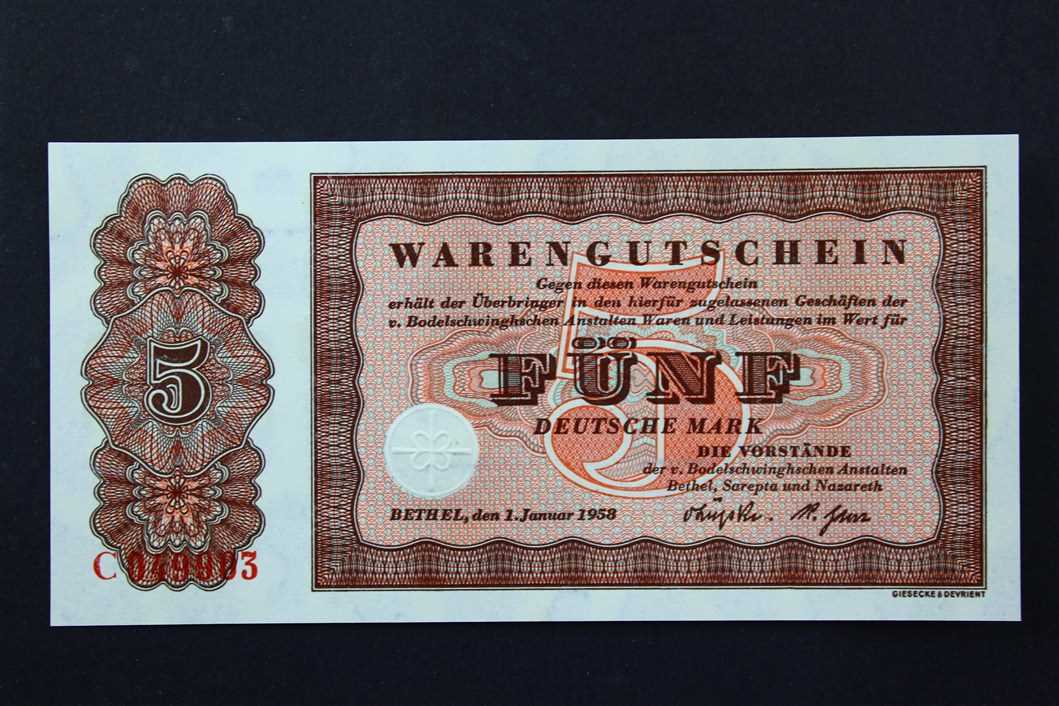 WARENGUTSCHEIN
Gegen diesen Warengutschein
erhält der Überbringer in den hierfür zugelassenen Geschäften der
v. Bodelschwinghschen Anstalten Waren und Leistungen im Wert für
5
5
FÜNF
DEUTSCHE MARK
DIE VORSTÄNDE
der v. Bodelschwinghschen Anstalten
Bethel, Sarepta und Nazareth
BETHEL, den 1. Januar 1958
C 049903
GIESECKE & DEVRIENT